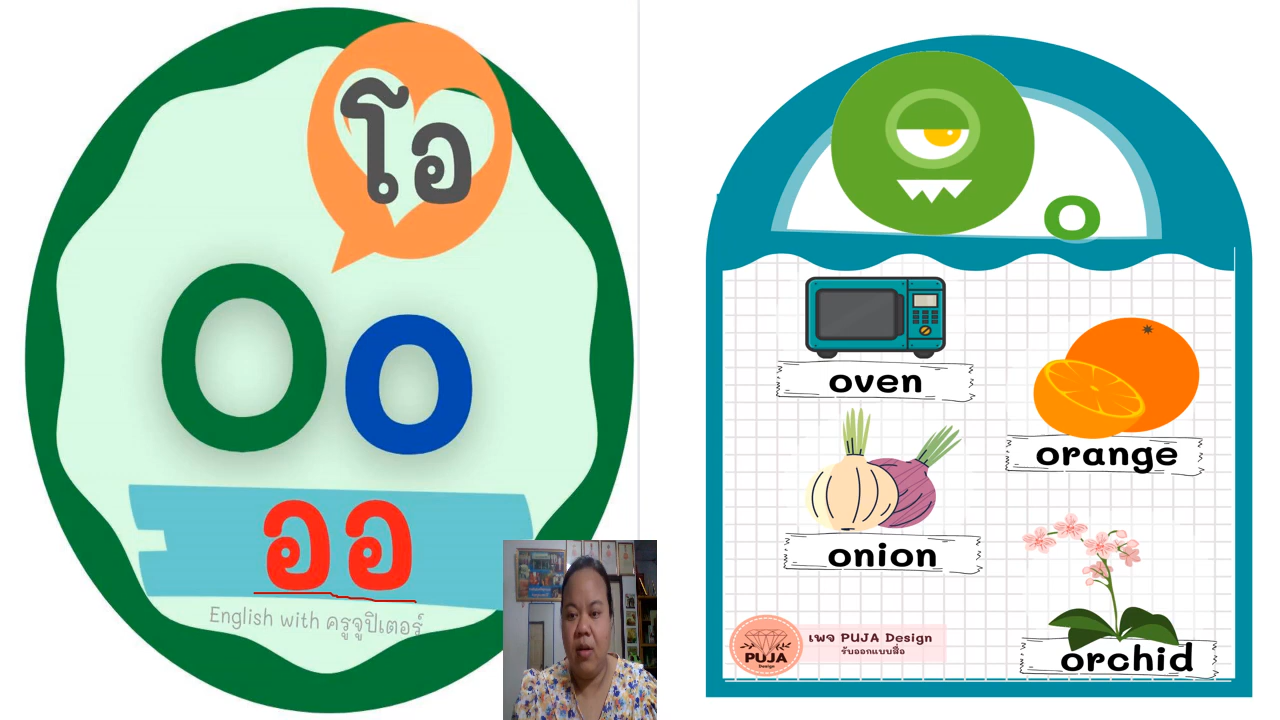 โอ
Oo
ออ
English with ครูจูปิเตอร์
o
oven
orange
onion
orchid
เพจ PUJA Design
รับออกแบบสื่อ
PUJA
Design